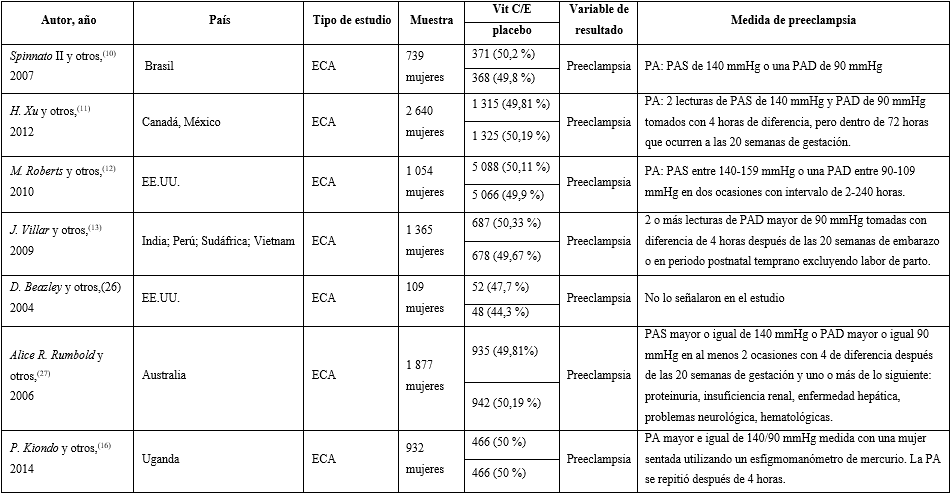 Autor, año País Tipo de estudio Muestra Vit C/E Variable de resultado Medida de preeclampsia
placebo
Spinnato II y otros,(10)
2007
Brasil
ECA
739
mujeres
371 (50,2 %)
368 (49,8 %)
Preeclampsia
PA: PAS de 140 mmHg o una PAD de 90 mmHg
H. Xu y otros,(11)
2012
Canadá, México
ECA
2 640
mujeres
1 315 (49,81 %)
1 325 (50,19 %)
Preeclampsia
PA: 2 lecturas de PAS de 140 mmHg y PAD de 90 mmHg
tomados con 4 horas de diferencia, pero dentro de 72 horas
que ocurren a las 20 semanas de gestación.
M. Roberts y otros,(12)
2010
EE.UU.
ECA
1 054
mujeres
5 088 (50,11 %)
5 066 (49,9 %)
Preeclampsia
PA: PAS entre 140-159 mmHg o una PAD entre 90-109
mmHg en dos ocasiones con intervalo de 2-240 horas.
J. Villar y otros,(13)
2009
India; Perú; Sudáfrica; Vietnam
ECA
1 365
mujeres
687 (50,33 %)
678 (49,67 %)
Preeclampsia
2 o más lecturas de PAD mayor de 90 mmHg tomadas con
diferencia de 4 horas después de las 20 semanas de embarazo
o en periodo postnatal temprano excluyendo labor de parto.
D. Beazley y otros,(26)
2004
EE.UU.
ECA
109
mujeres
52 (47,7 %)
48 (44,3 %)
Preeclampsia
No lo señalaron en el estudio
Alice R. Rumbold y
otros,(27)
2006
Australia
ECA
1 877
mujeres
935 (49,81%)
942 (50,19 %)
Preeclampsia
PAS mayor o igual de 140 mmHg o PAD mayor o igual 90
mmHg en al menos 2 ocasiones con 4 de diferencia después
de las 20 semanas de gestación y uno o más de lo siguiente:
proteinuria, insuficiencia renal, enfermedad hepática,
problemas neurológica, hematológicas.
P. Kiondo y otros,(16)
2014
Uganda
ECA
932
mujeres
466 (50 %)
466 (50 %)
Preeclampsia
PA mayor e igual de 140/90 mmHg medida con una mujer
sentada utilizando un esfigmomanómetro de mercurio. La PA
se repitió después de 4 horas.